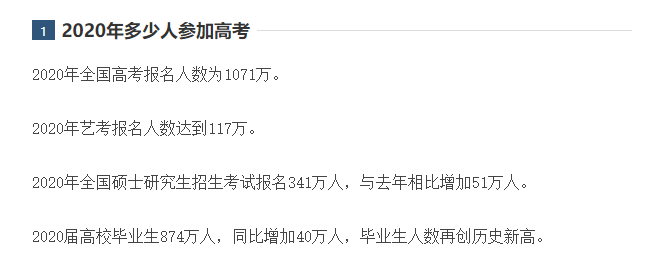 1 2020年多少人参加高考
2020年全国高考报名人数为1071万。
2020年艺考报名人数达到117万。
2020年全国硕士研究生招生考试报名341万人，与去年相比增加51万人。
2020届高校毕业生874万人，同比增加40万人，毕业生人数再创历史新高。